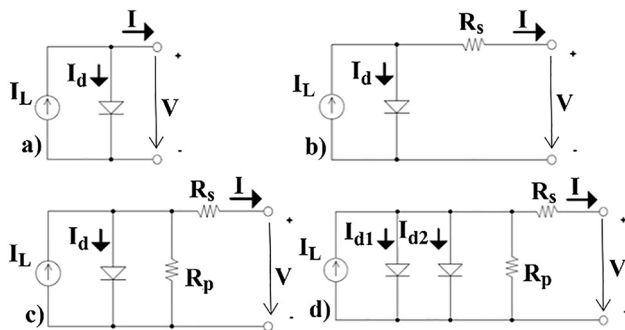 I
+
I_d
I_L
V
a)
-
R_s
I
+
I_d
I_L
V
b)
-
R_s
I
+
I_d
I_L
R_p
V
c)
-
R_s
I
+
I_d1
I_d2
I_L
R_p
V
d)
-